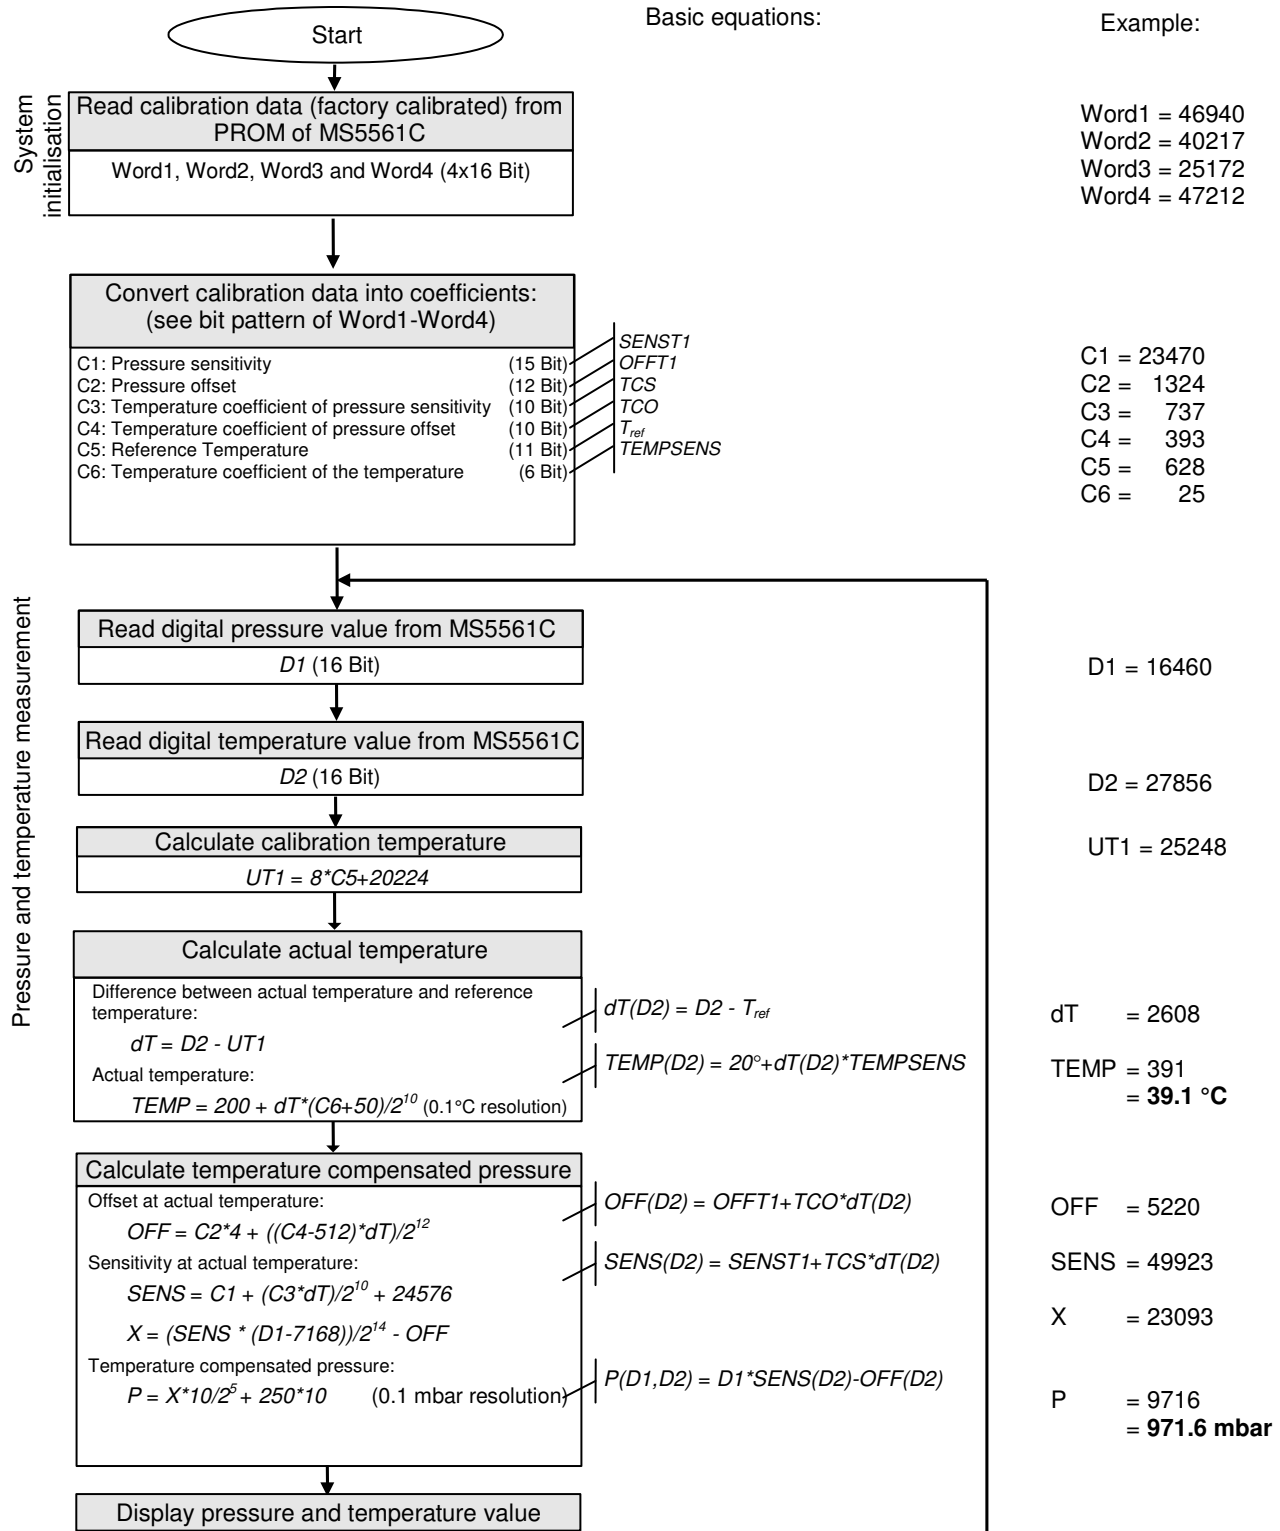 Basic equations:
Example:
Start
System
initialisation
Read calibration data (factory calibrated) from
PROM of MS5561C
Word1, Word2, Word3 and Word4 (4x16 Bit)
Word1 = 46940
Word2 = 40217
Word3 = 25172
Word4 = 47212
Convert calibration data into coefficients:
(see bit pattern of Word1-Word4)
C1: Pressure sensitivity (15 Bit)
C2: Pressure offset (12 Bit)
C3: Temperature coefficient of pressure sensitivity (10 Bit)
C4: Temperature coefficient of pressure offset (10 Bit)
C5: Reference Temperature (11 Bit)
C6: Temperature coefficient of the temperature (6 Bit)
SENST1
OFFT1
TCS
TCO
T_ref
TEMPSENS
C1 = 23470
C2 = 1324
C3 = 737
C4 = 393
C5 = 628
C6 = 25
Pressure and temperature measurement
Read digital pressure value from MS5561C
D1 (16 Bit)
D1 = 16460
Read digital temperature value from MS5561C
D2 (16 Bit)
D2 = 27856
Calculate calibration temperature
UT1 = 8*C5+20224
UT1 = 25248
Calculate actual temperature
Difference between actual temperature and reference
temperature:
dT = D2 - UT1
Actual temperature:
TEMP = 200 + dT*(C6+50)/2^10 (0.1°C resolution)
dT(D2) = D2 - T_ref
TEMP(D2) = 20°+dT(D2)*TEMPSENS
dT = 2608
TEMP = 391
= 39.1 °C
Calculate temperature compensated pressure
Offset at actual temperature:
OFF = C2*4 + ((C4-512)*dT)/2^12
Sensitivity at actual temperature:
SENS = C1 + (C3*dT)/2^10 + 24576
X = (SENS * (D1-7168))/2^14 - OFF
Temperature compensated pressure:
P = X*10/2^5 + 250*10 (0.1 mbar resolution)
OFF(D2) = OFFT1+TCO*dT(D2)
SENS(D2) = SENST1+TCS*dT(D2)
P(D1,D2) = D1*SENS(D2)-OFF(D2)
OFF = 5220
SENS = 49923
X = 23093
P = 9716
= 971.6 mbar
Display pressure and temperature value